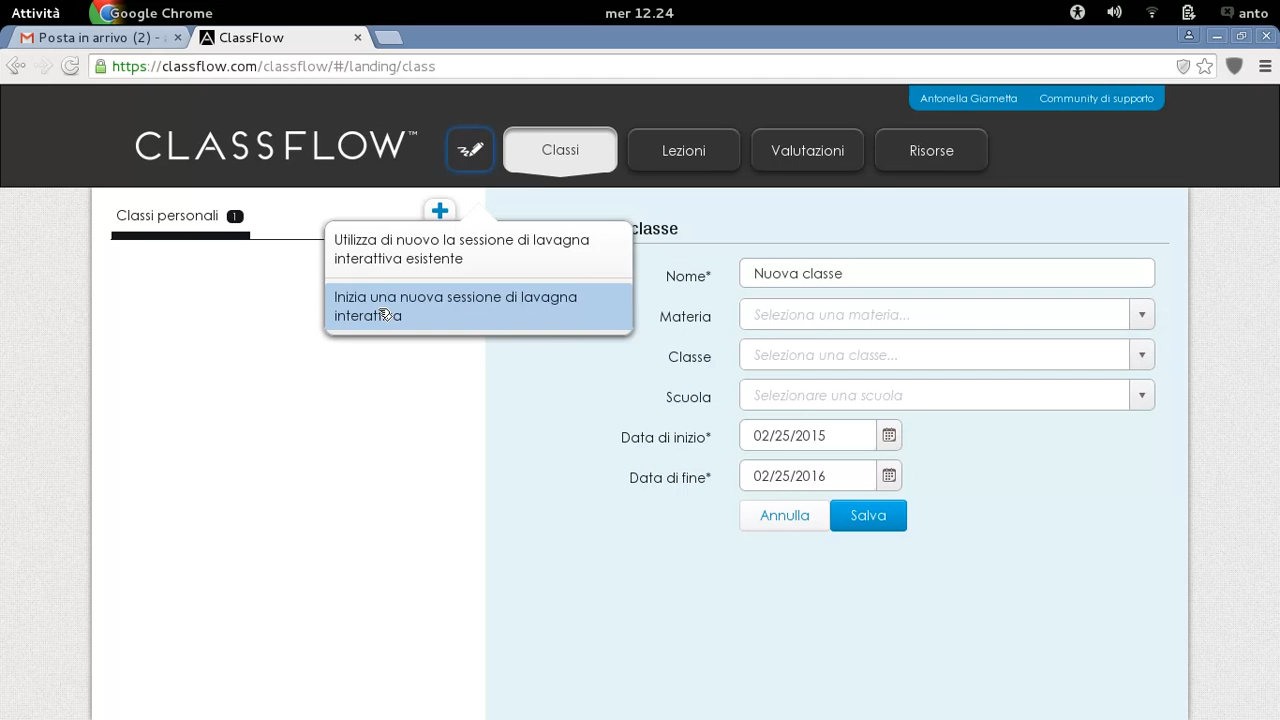 Attività Google Chrome mer 12.24 anto
Posta in arrivo (2) - ClassFlow
https://classflow.com/classflow/#/landing/class
Antonella Giametta Community di supporto
CLASSFLOW™ Classi Lezioni Valutazioni Risorse
Classi personali 1
Utilizza di nuovo la sessione di lavagna
interattiva esistente
Inizia una nuova sessione di lavagna
interattiva
classe
Nome* Nuova classe
Materia Seleziona una materia...
Classe Seleziona una classe...
Scuola Selezionare una scuola
Data di inizio* 02/25/2015
Data di fine* 02/25/2016
Annulla Salva